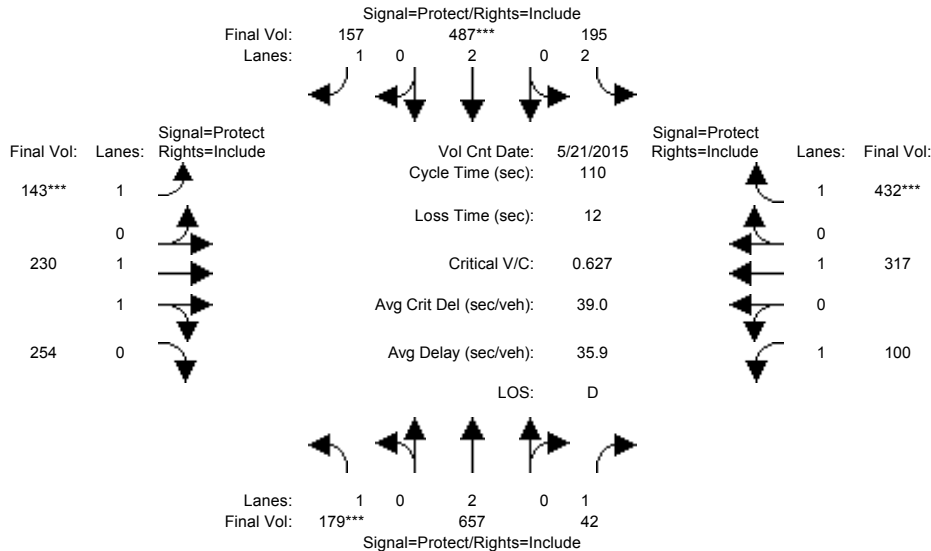 Signal=Protect/Rights=Include
Final Vol: 157 487*** 195
Lanes: 1 0 2 0 2
Signal=Protect Signal=Protect
Final Vol: Lanes: Rights=Include Vol Cnt Date: 5/21/2015 Rights=Include Lanes: Final Vol:
Cycle Time (sec): 110
143*** 1 1 432***
Loss Time (sec): 12
0 0
230 1 Critical V/C: 0.627 1 317
1 Avg Crit Del (sec/veh): 39.0 0
254 0 Avg Delay (sec/veh): 35.9 1 100
LOS: D
Lanes: 1 0 2 0 1
Final Vol: 179*** 657 42
Signal=Protect/Rights=Include